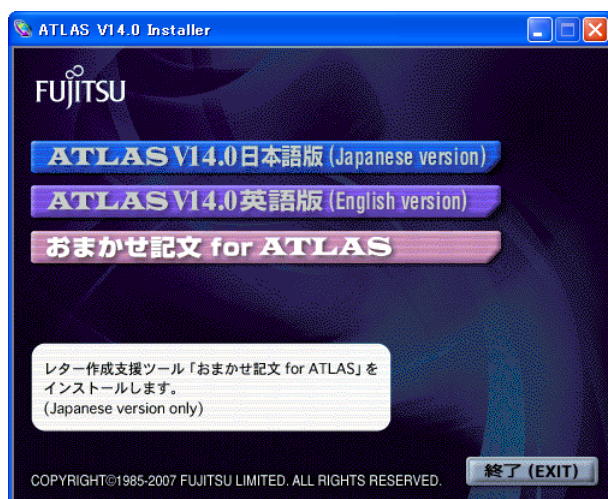 ATLAS V14.0 Installer
FUJITSU
ATLAS V14.0 日本語版 (Japanese version)
ATLAS V14.0 英語版 (English version)
おまかせ記文 for ATLAS
レター作成支援ツール「おまかせ記文 for ATLAS」を
インストールします。
(Japanese version only)
終了 (EXIT)
COPYRIGHT©1985-2007 FUJITSU LIMITED. ALL RIGHTS RESERVED.